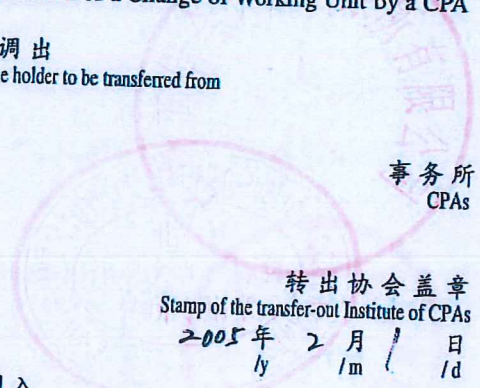 Change of Working Unit by a CPA
调出
e holder to be transferred from
事务所
CPAs
转出协会盖章
Stamp of the transfer-out Institute of CPAs
2005年 2月 1日
/y /m /d